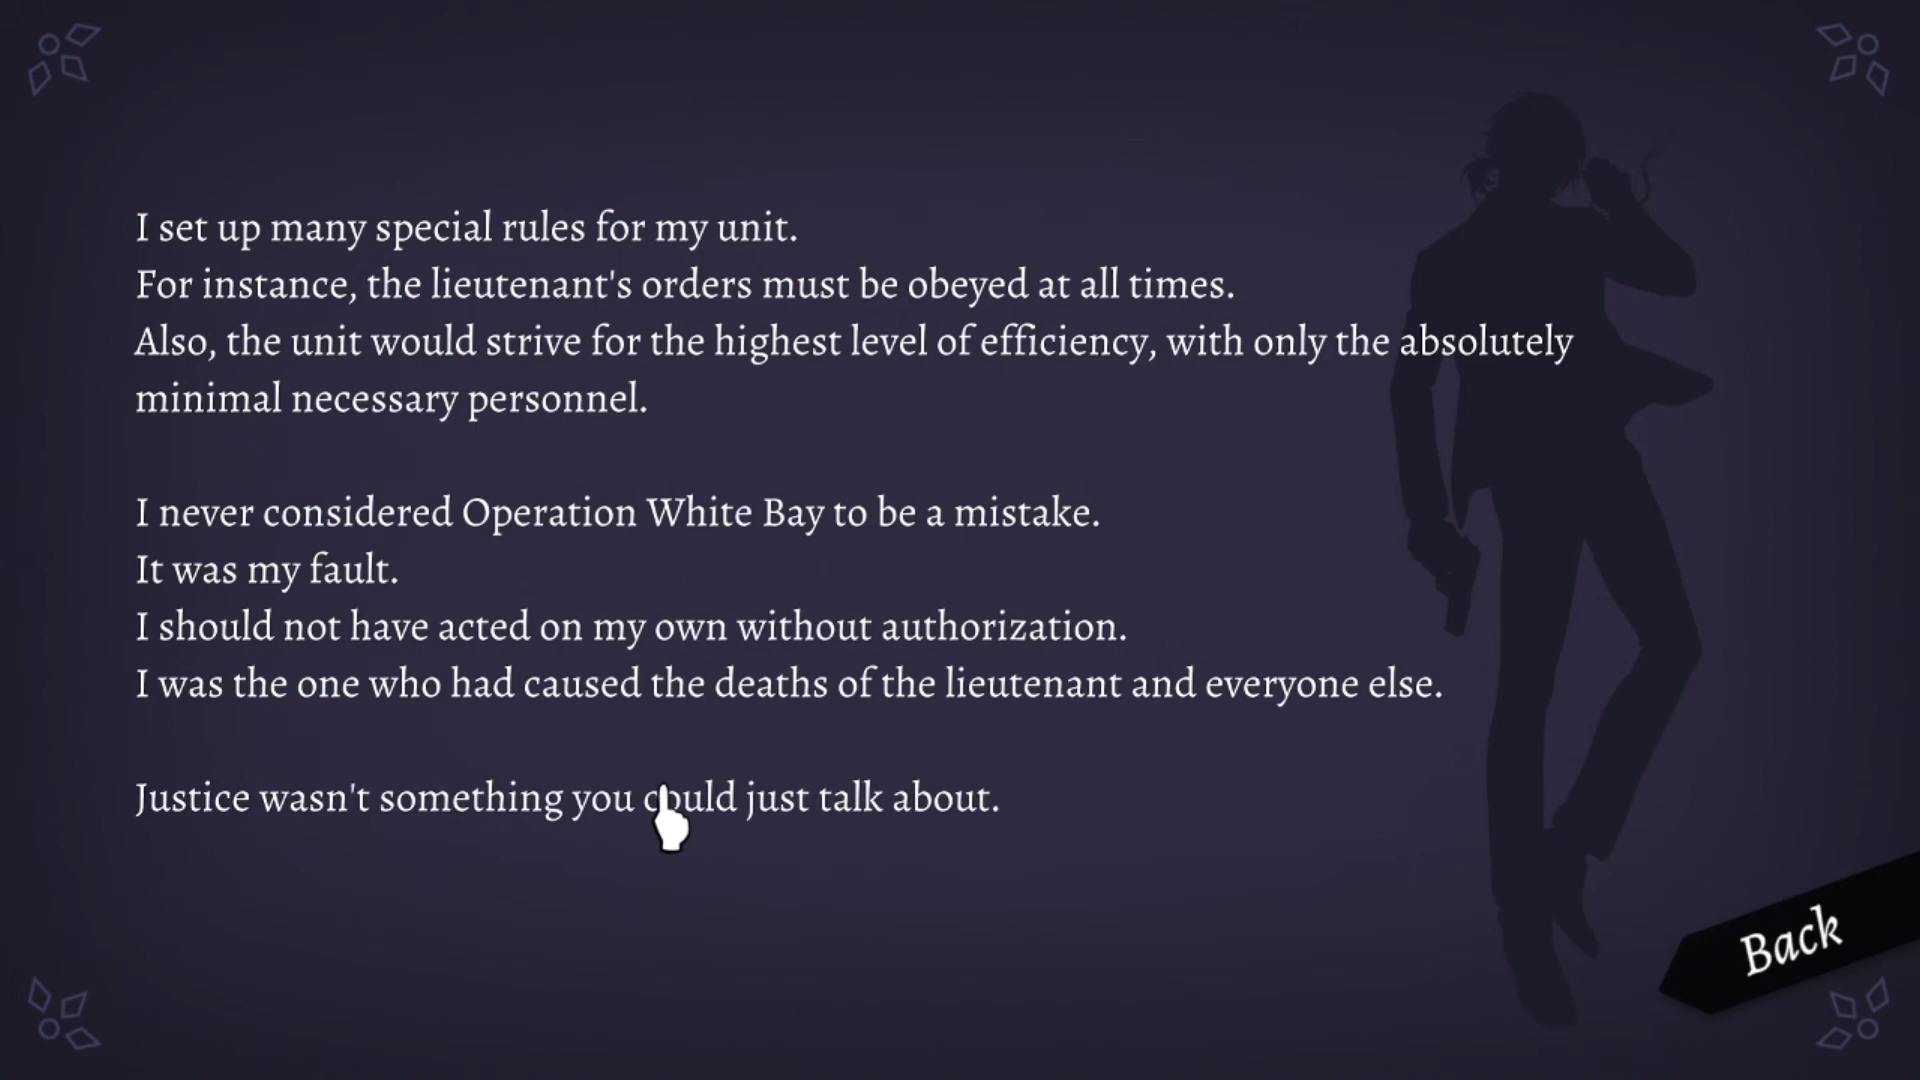 I set up many special rules for my unit.
For instance, the lieutenant's orders must be obeyed at all times.
Also, the unit would strive for the highest level of efficiency, with only the absolutely
minimal necessary personnel.
I never considered Operation White Bay to be a mistake.
It was my fault.
I should not have acted on my own without authorization.
I was the one who had caused the deaths of the lieutenant and everyone else.
Justice wasn't something you could just talk about.
Back